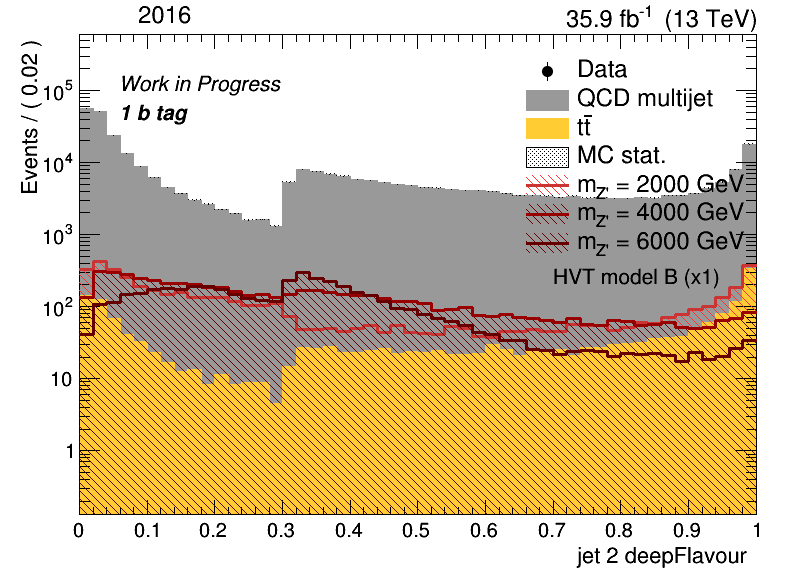 2016
35.9 fb⁻¹ (13 TeV)
Events / ( 0.02 )
Work in Progress
1 b tag
Data
QCD multijet
tt̄
MC stat.
m_Z' = 2000 GeV
m_Z' = 4000 GeV
m_Z' = 6000 GeV
HVT model B (x1)
10⁵
10⁴
10³
10²
10
1
0 0.1 0.2 0.3 0.4 0.5 0.6 0.7 0.8 0.9 1
jet 2 deepFlavour